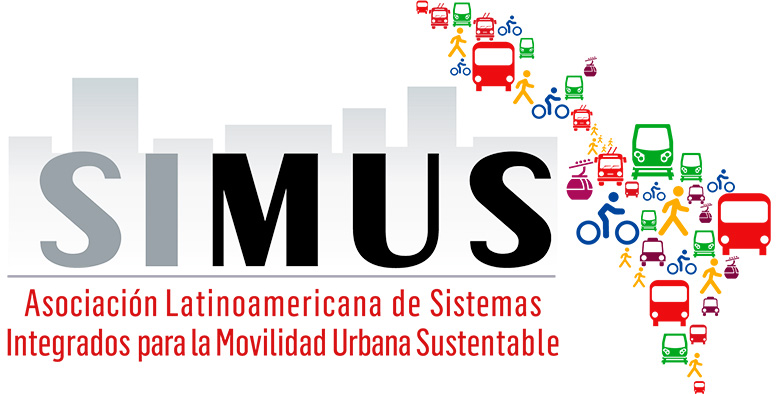 SIMUS
Asociación Latinoamericana de Sistemas
Integrados para la Movilidad Urbana Sustentable